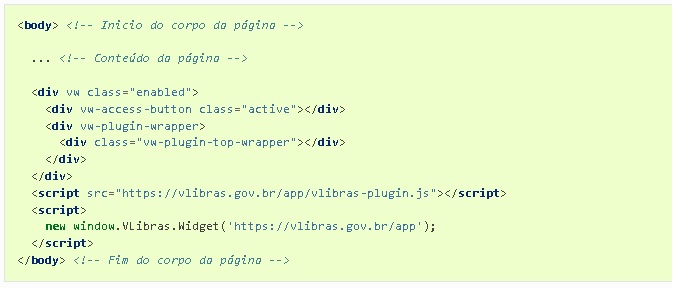 <body> <!-- Inicio do corpo da página -->
... <!-- Conteúdo da página -->
<div vw class="enabled">
<div vw-access-button class="active"></div>
<div vw-plugin-wrapper>
<div class="vw-plugin-top-wrapper"></div>
</div>
</div>
<script src="https://vlibras.gov.br/app/vlibras-plugin.js"></script>
<script>
new window.VLibras.Widget('https://vlibras.gov.br/app');
</script>
</body> <!-- Fim do corpo da página -->